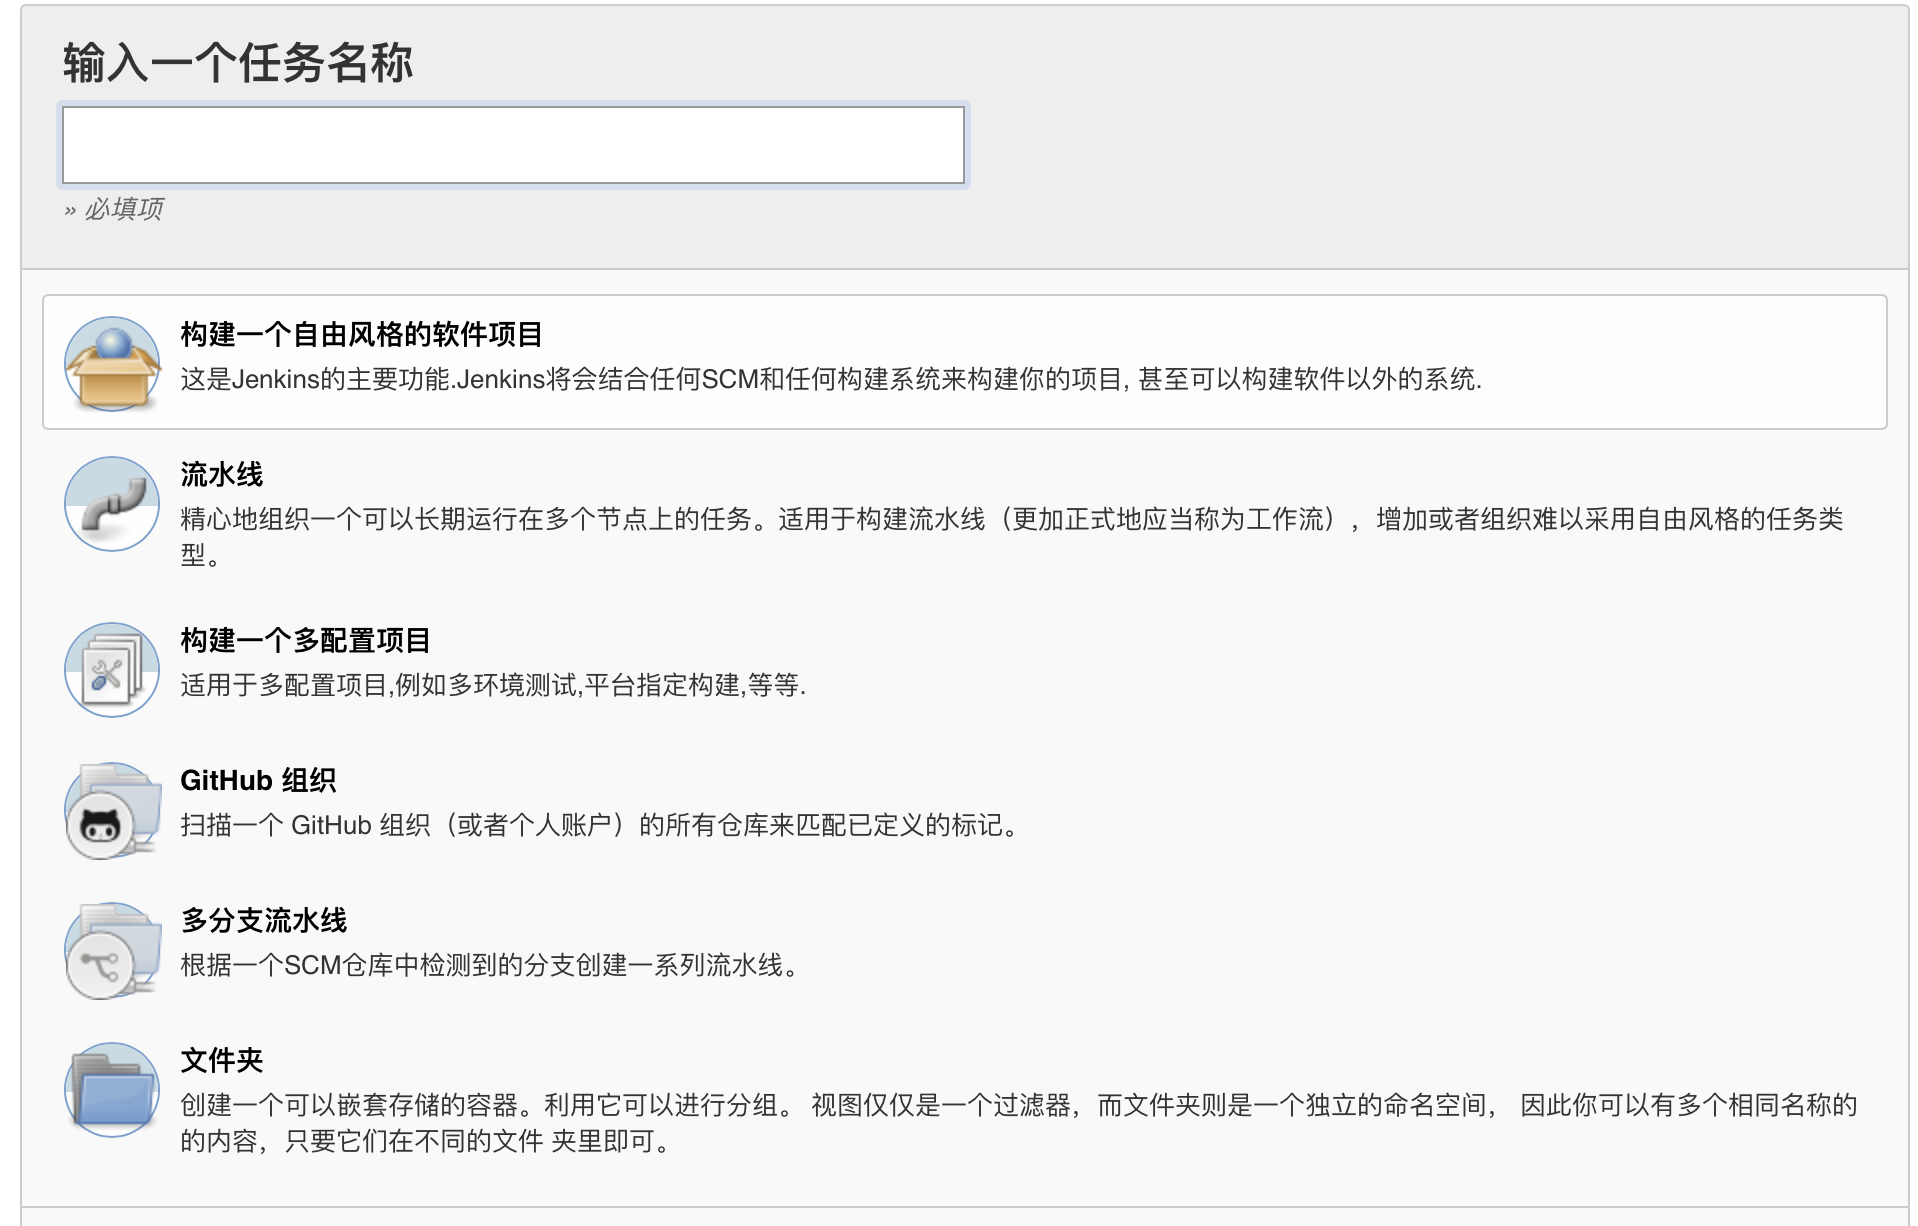 输入一个任务名称
» 必填项
构建一个自由风格的软件项目
这是Jenkins的主要功能.Jenkins将会结合任何SCM和任何构建系统来构建你的项目, 甚至可以构建软件以外的系统.
流水线
精心地组织一个可以长期运行在多个节点上的任务。适用于构建流水线（更加正式地应当称为工作流），增加或者组织难以采用自由风格的任务类
型。
构建一个多配置项目
适用于多配置项目,例如多环境测试,平台指定构建,等等.
GitHub 组织
扫描一个 GitHub 组织（或者个人账户）的所有仓库来匹配已定义的标记。
多分支流水线
根据一个SCM仓库中检测到的分支创建一系列流水线。
文件夹
创建一个可以嵌套存储的容器。利用它可以进行分组。 视图仅仅是一个过滤器，而文件夹则是一个独立的命名空间， 因此你可以有多个相同名称的
的内容，只要它们在不同的文件 夹里即可。